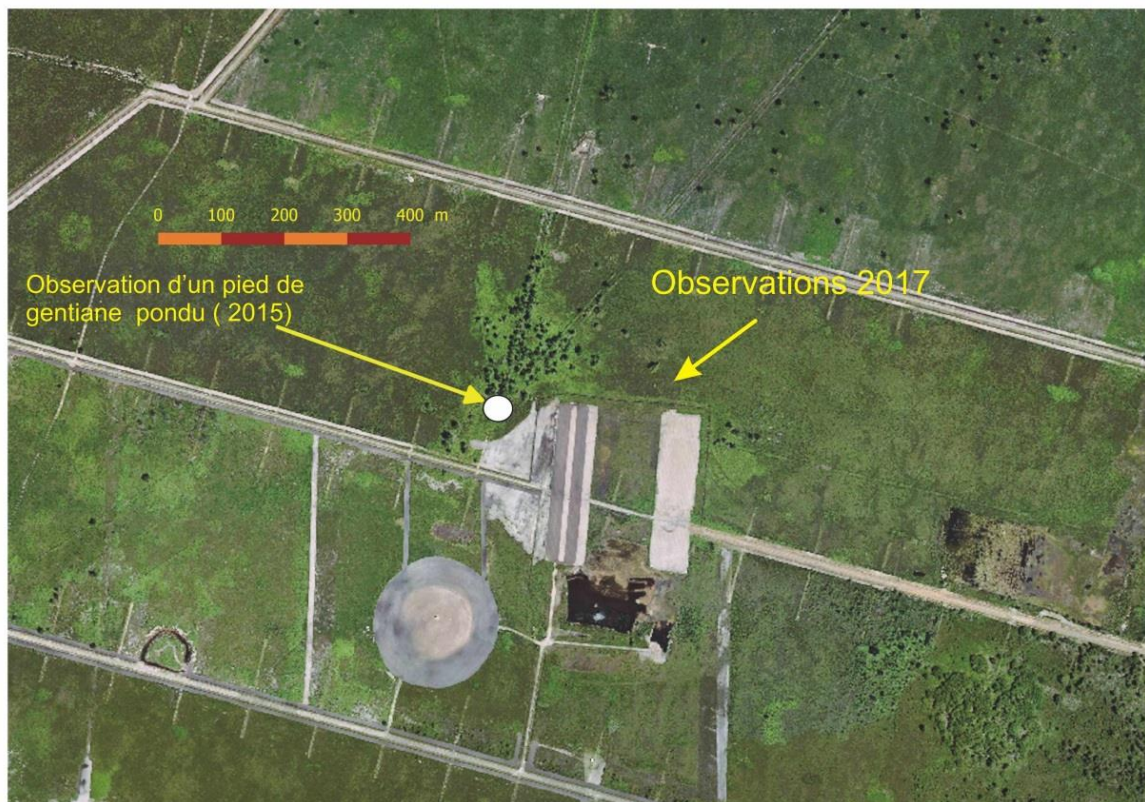 0 100 200 300 400 m
Observation d'un pied de
gentiane pondu ( 2015)
Observations 2017